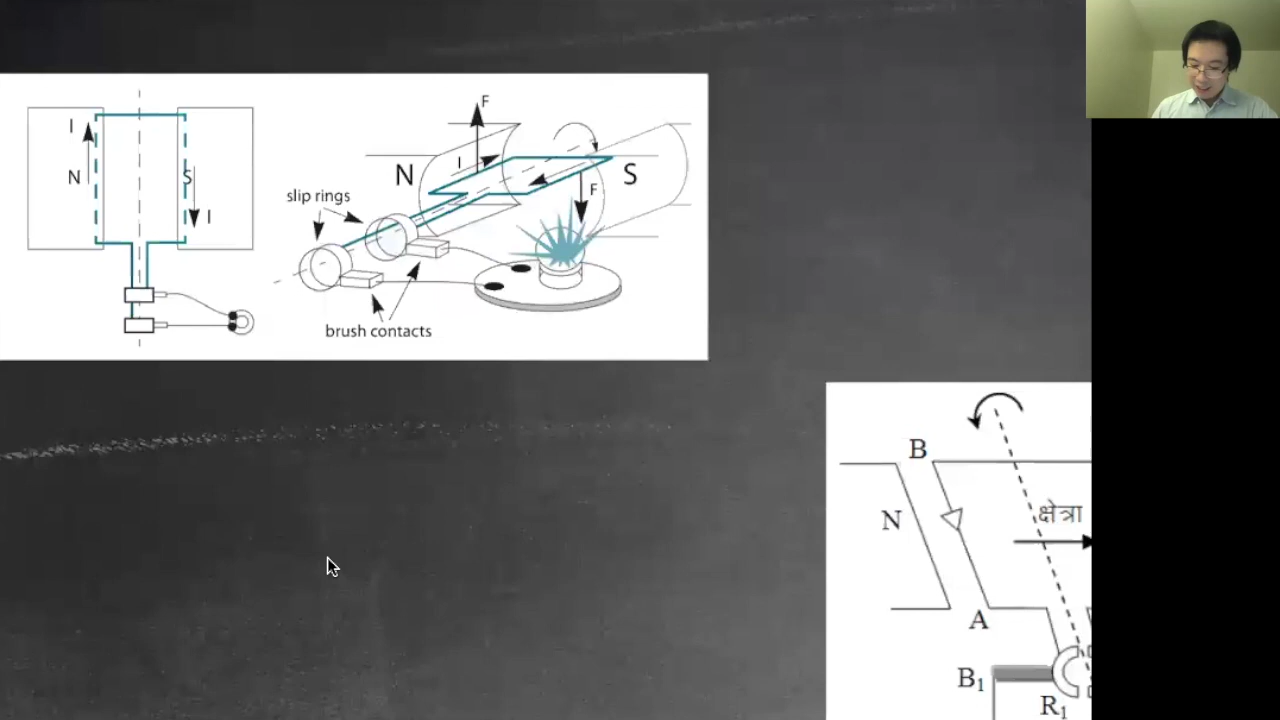 I
N
S
I
slip rings
brush contacts
F
I
N
S
F
B
N
क्षेत्रा
A
B₁
R₁